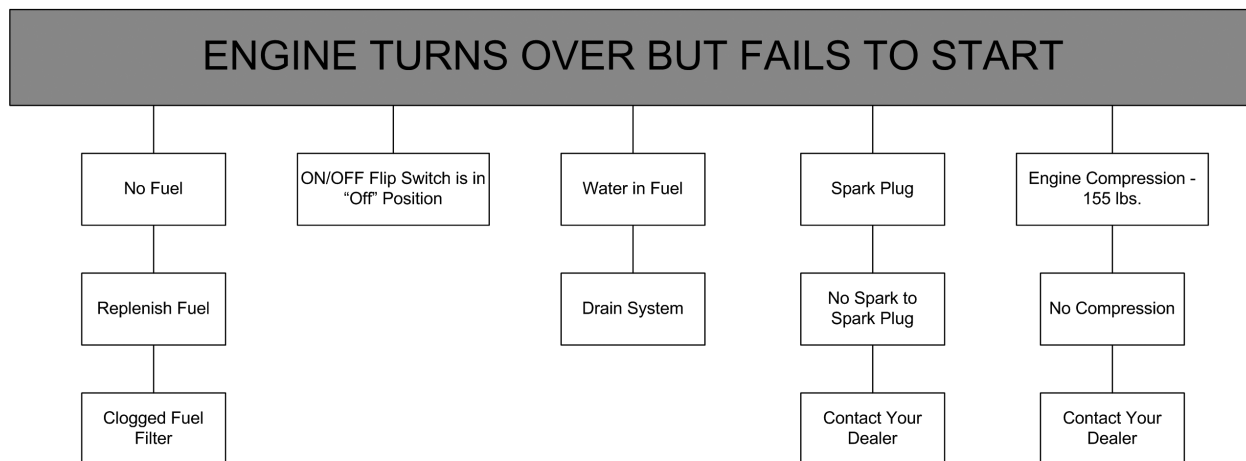 ENGINE TURNS OVER BUT FAILS TO START
No Fuel
ON/OFF Flip Switch is in
“Off” Position
Water in Fuel
Spark Plug
Engine Compression -
155 lbs.
Replenish Fuel
Drain System
No Spark to
Spark Plug
No Compression
Clogged Fuel
Filter
Contact Your
Dealer
Contact Your
Dealer